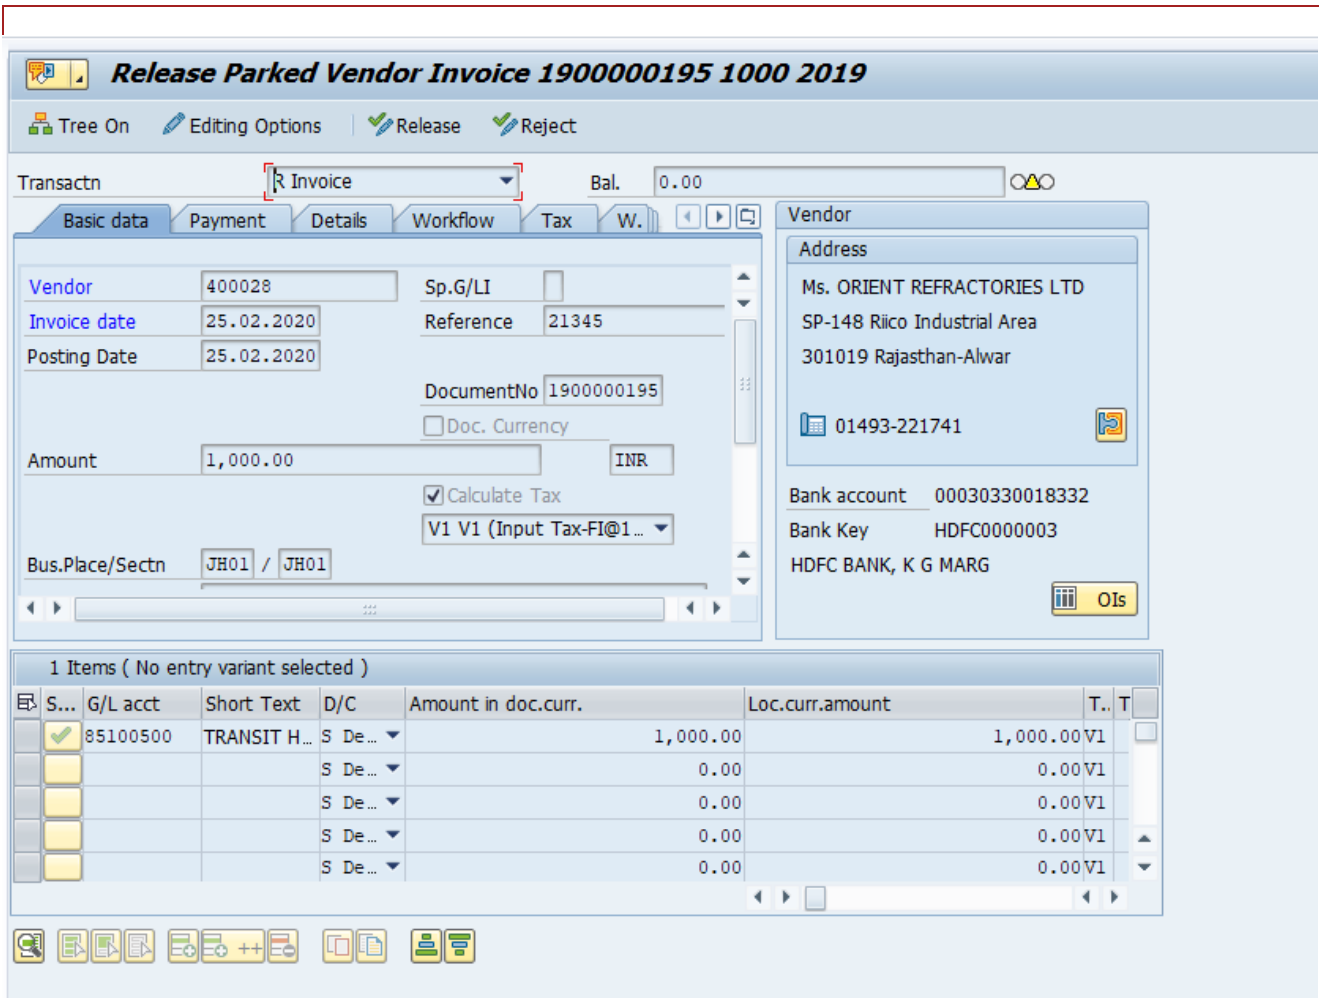 Release Parked Vendor Invoice 1900000195 1000 2019
Tree On Editing Options Release Reject
Transactn R Invoice Bal. 0.00
Basic data Payment Details Workflow Tax W.
Vendor 400028 Sp.G/LI
Invoice date 25.02.2020 Reference 21345
Posting Date 25.02.2020
DocumentNo 1900000195
Doc. Currency
Amount 1,000.00 INR
Calculate Tax
V1 V1 (Input Tax-FI@1...
Bus.Place/Sectn JH01 / JH01
Vendor
Address
Ms. ORIENT REFRACTORIES LTD
SP-148 Riico Industrial Area
301019 Rajasthan-Alwar
01493-221741
Bank account 00030330018332
Bank Key HDFC0000003
HDFC BANK, K G MARG
OIs
1 Items ( No entry variant selected )
S... G/L acct Short Text D/C Amount in doc.curr. Loc.curr.amount T.. T
85100500 TRANSIT H... S De... 1,000.00 1,000.00 V1
S De... 0.00 0.00 V1
S De... 0.00 0.00 V1
S De... 0.00 0.00 V1
S De... 0.00 0.00 V1